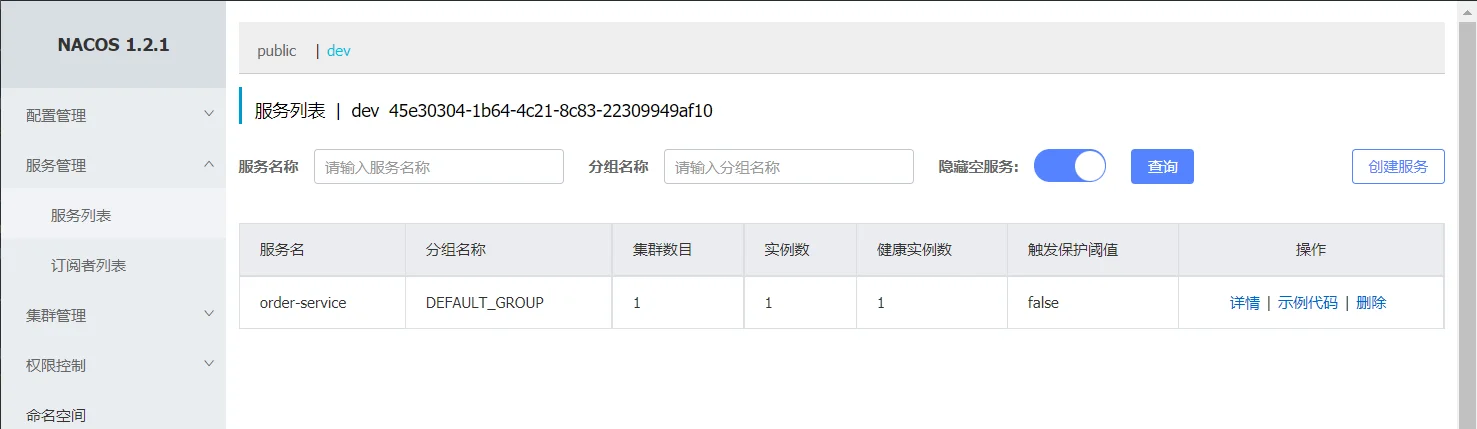 NACOS 1.2.1
配置管理
服务管理
服务列表
订阅者列表
集群管理
权限控制
命名空间
public | dev
服务列表 | dev 45e30304-1b64-4c21-8c83-22309949af10
服务名称 请输入服务名称 分组名称 请输入分组名称 隐藏空服务: 查询 创建服务
服务名 分组名称 集群数目 实例数 健康实例数 触发保护阈值 操作
order-service DEFAULT_GROUP 1 1 1 false 详情 | 示例代码 | 删除